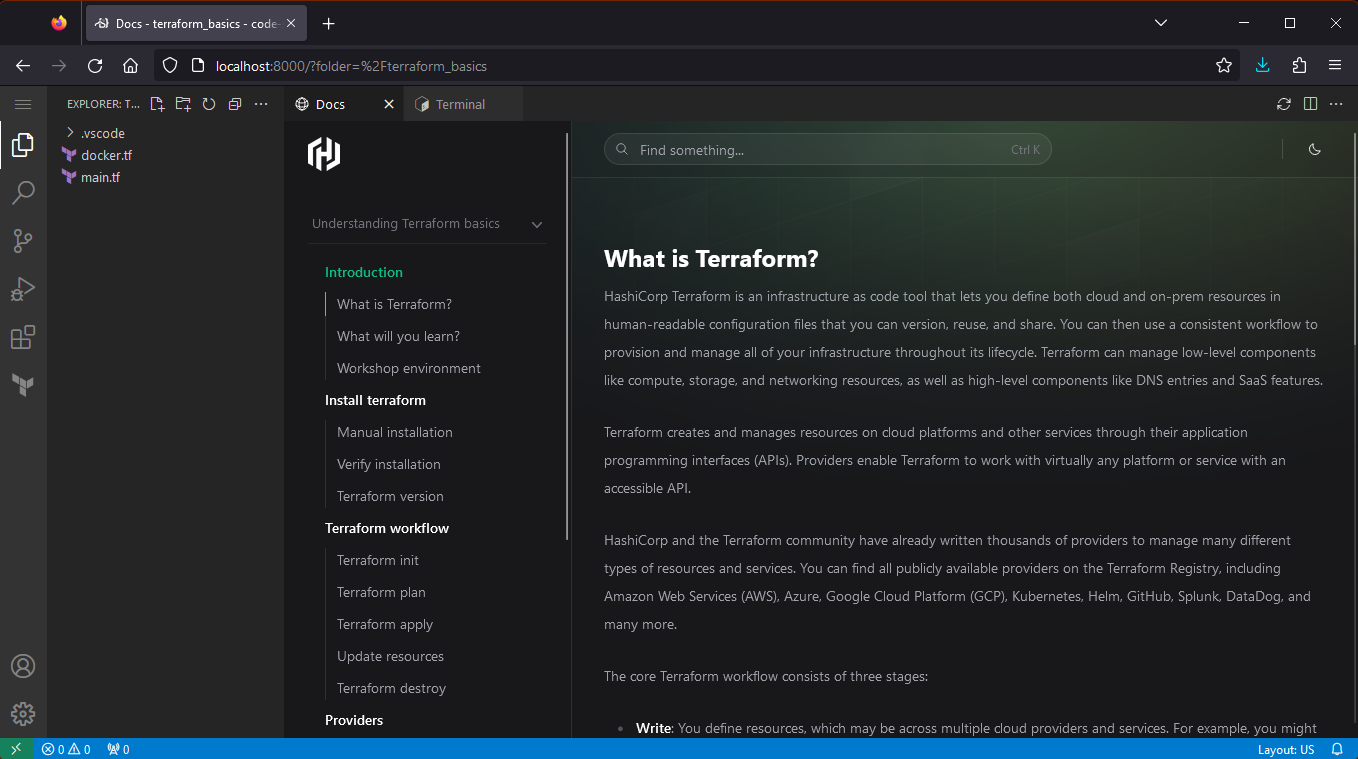 Docs - terraform_basics - code-
localhost:8000/?folder=%2Fterraform_basics
EXPLORER: T...
Docs
Terminal
.vscode
docker.tf
main.tf
Understanding Terraform basics
Introduction
What is Terraform?
What will you learn?
Workshop environment
Install terraform
Manual installation
Verify installation
Terraform version
Terraform workflow
Terraform init
Terraform plan
Terraform apply
Update resources
Terraform destroy
Providers
Find something...
Ctrl K
What is Terraform?
HashiCorp Terraform is an infrastructure as code tool that lets you define both cloud and on-prem resources in
human-readable configuration files that you can version, reuse, and share. You can then use a consistent workflow to
provision and manage all of your infrastructure throughout its lifecycle. Terraform can manage low-level components
like compute, storage, and networking resources, as well as high-level components like DNS entries and SaaS features.
Terraform creates and manages resources on cloud platforms and other services through their application
programming interfaces (APIs). Providers enable Terraform to work with virtually any platform or service with an
accessible API.
HashiCorp and the Terraform community have already written thousands of providers to manage many different
types of resources and services. You can find all publicly available providers on the Terraform Registry, including
Amazon Web Services (AWS), Azure, Google Cloud Platform (GCP), Kubernetes, Helm, GitHub, Splunk, DataDog, and
many more.
The core Terraform workflow consists of three stages:
• Write: You define resources, which may be across multiple cloud providers and services. For example, you might
0 0 0
Layout: US